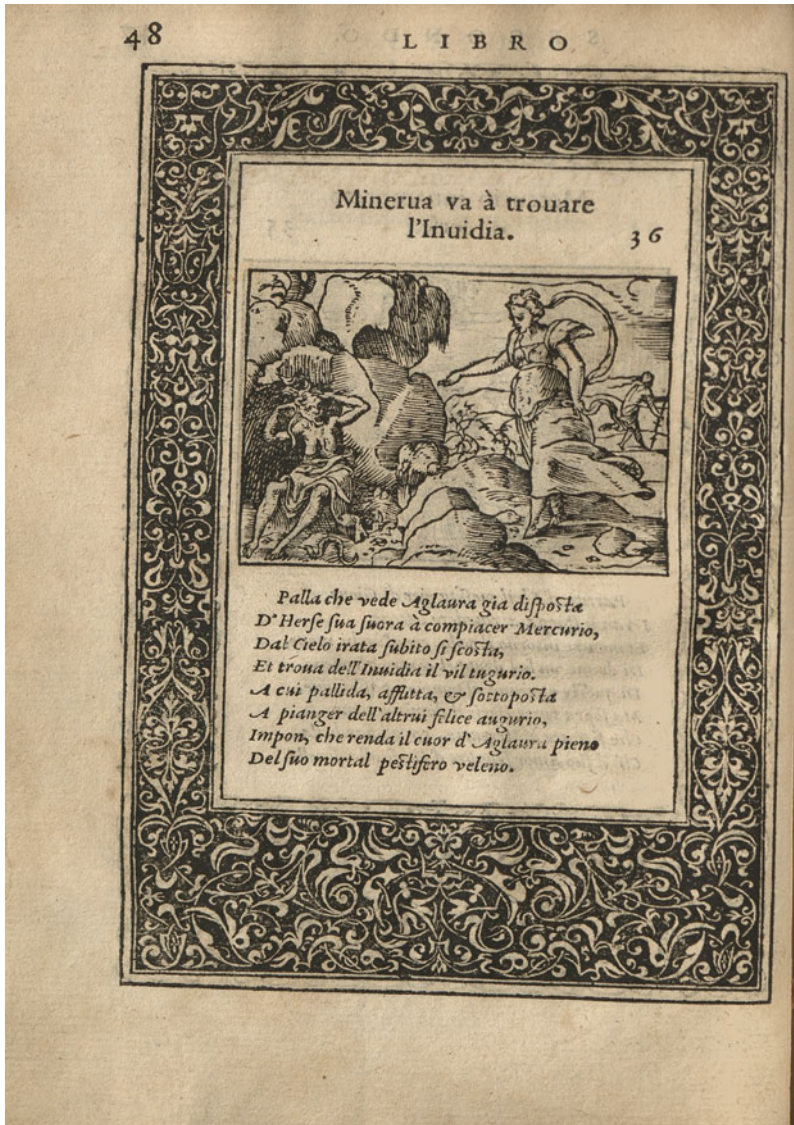 48 LIBRO
Minerua va à trouare
l'Inuidia. 36
Palla che vede Aglaura gia disposta
D'Herse sua suora à compiacer Mercurio,
Dal Cielo irata subito si scosta,
Et troua dell'Inuidia il vil tugurio.
A cui pallida, afflitta, & sottoposta
A pianger dell'altrui felice augurio,
Impon, che renda il cuor d'Aglaura pieno
Del suo mortal pestifero veleno.